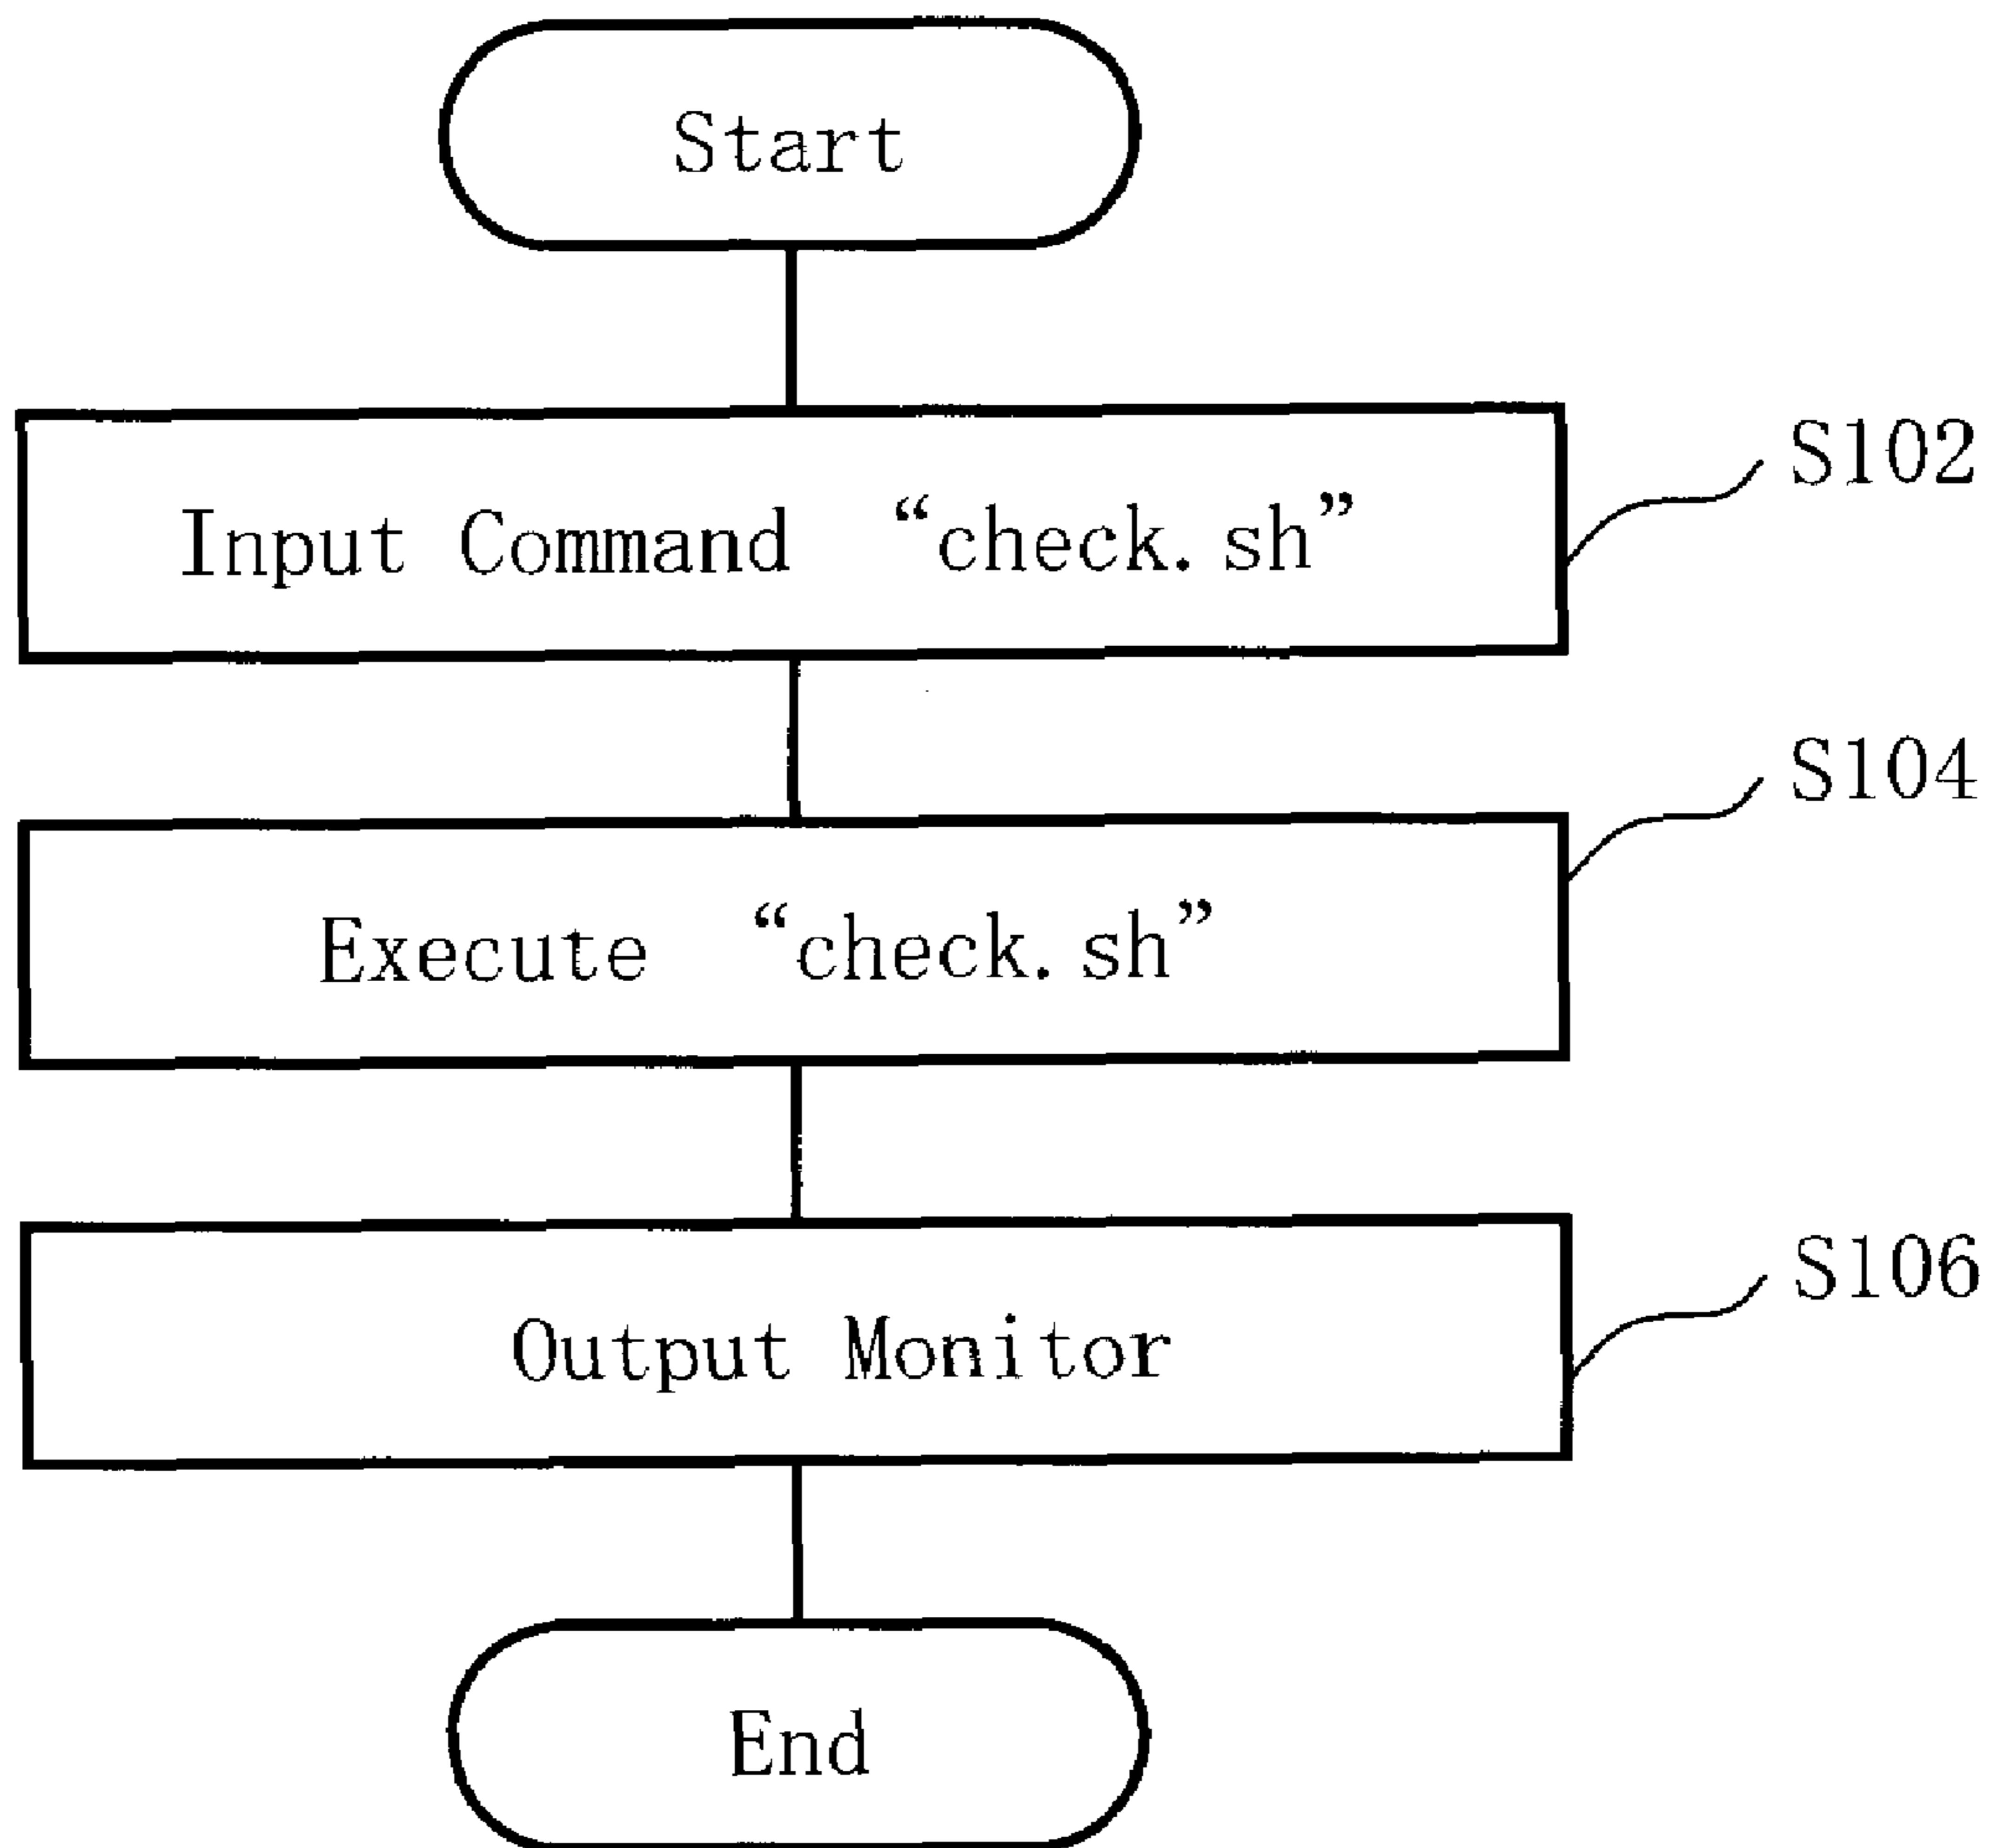 Start
Input Command “check.sh”
S102
S104
Execute “check.sh”
S106
Output Monitor
End